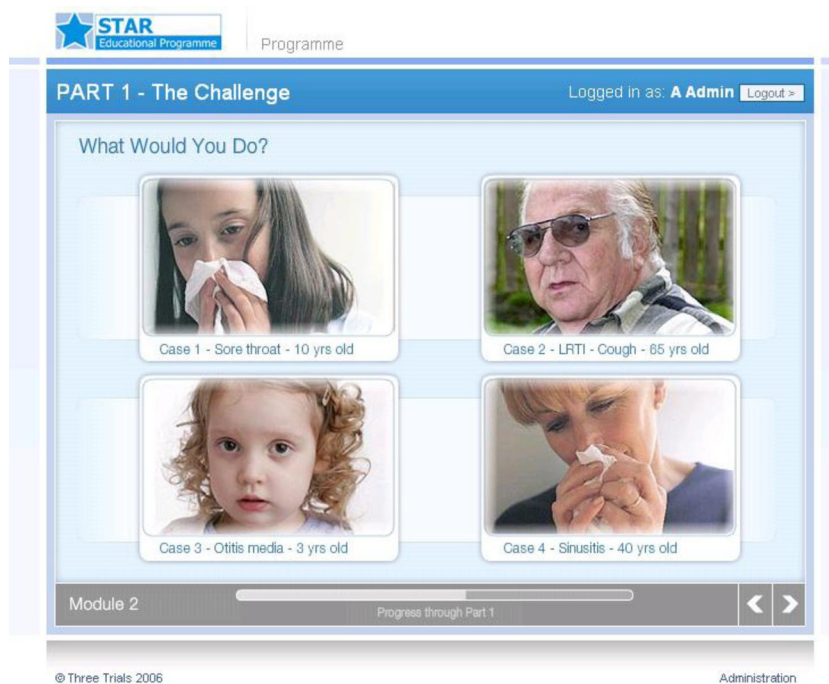 STAR
Educational Programme
Programme
PART 1 - The Challenge
Logged in as: A Admin Logout >
What Would You Do?
Case 1 - Sore throat - 10 yrs old
Case 2 - LRTI - Cough - 65 yrs old
Case 3 - Otitis media - 3 yrs old
Case 4 - Sinusitis - 40 yrs old
Module 2
Progress through Part 1
© Three Trials 2006
Administration